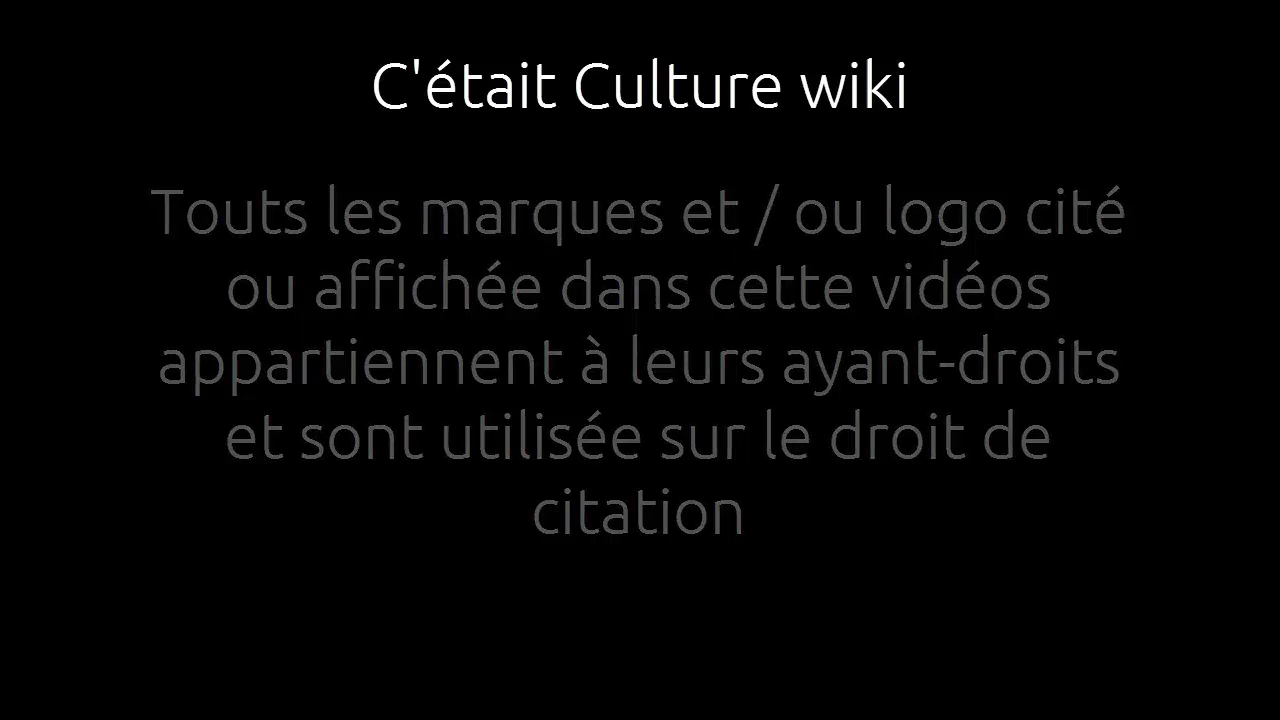 C'était Culture wiki
Touts les marques et / ou logo cité
ou affichée dans cette vidéos
appartiennent à leurs ayant-droits
et sont utilisée sur le droit de
citation